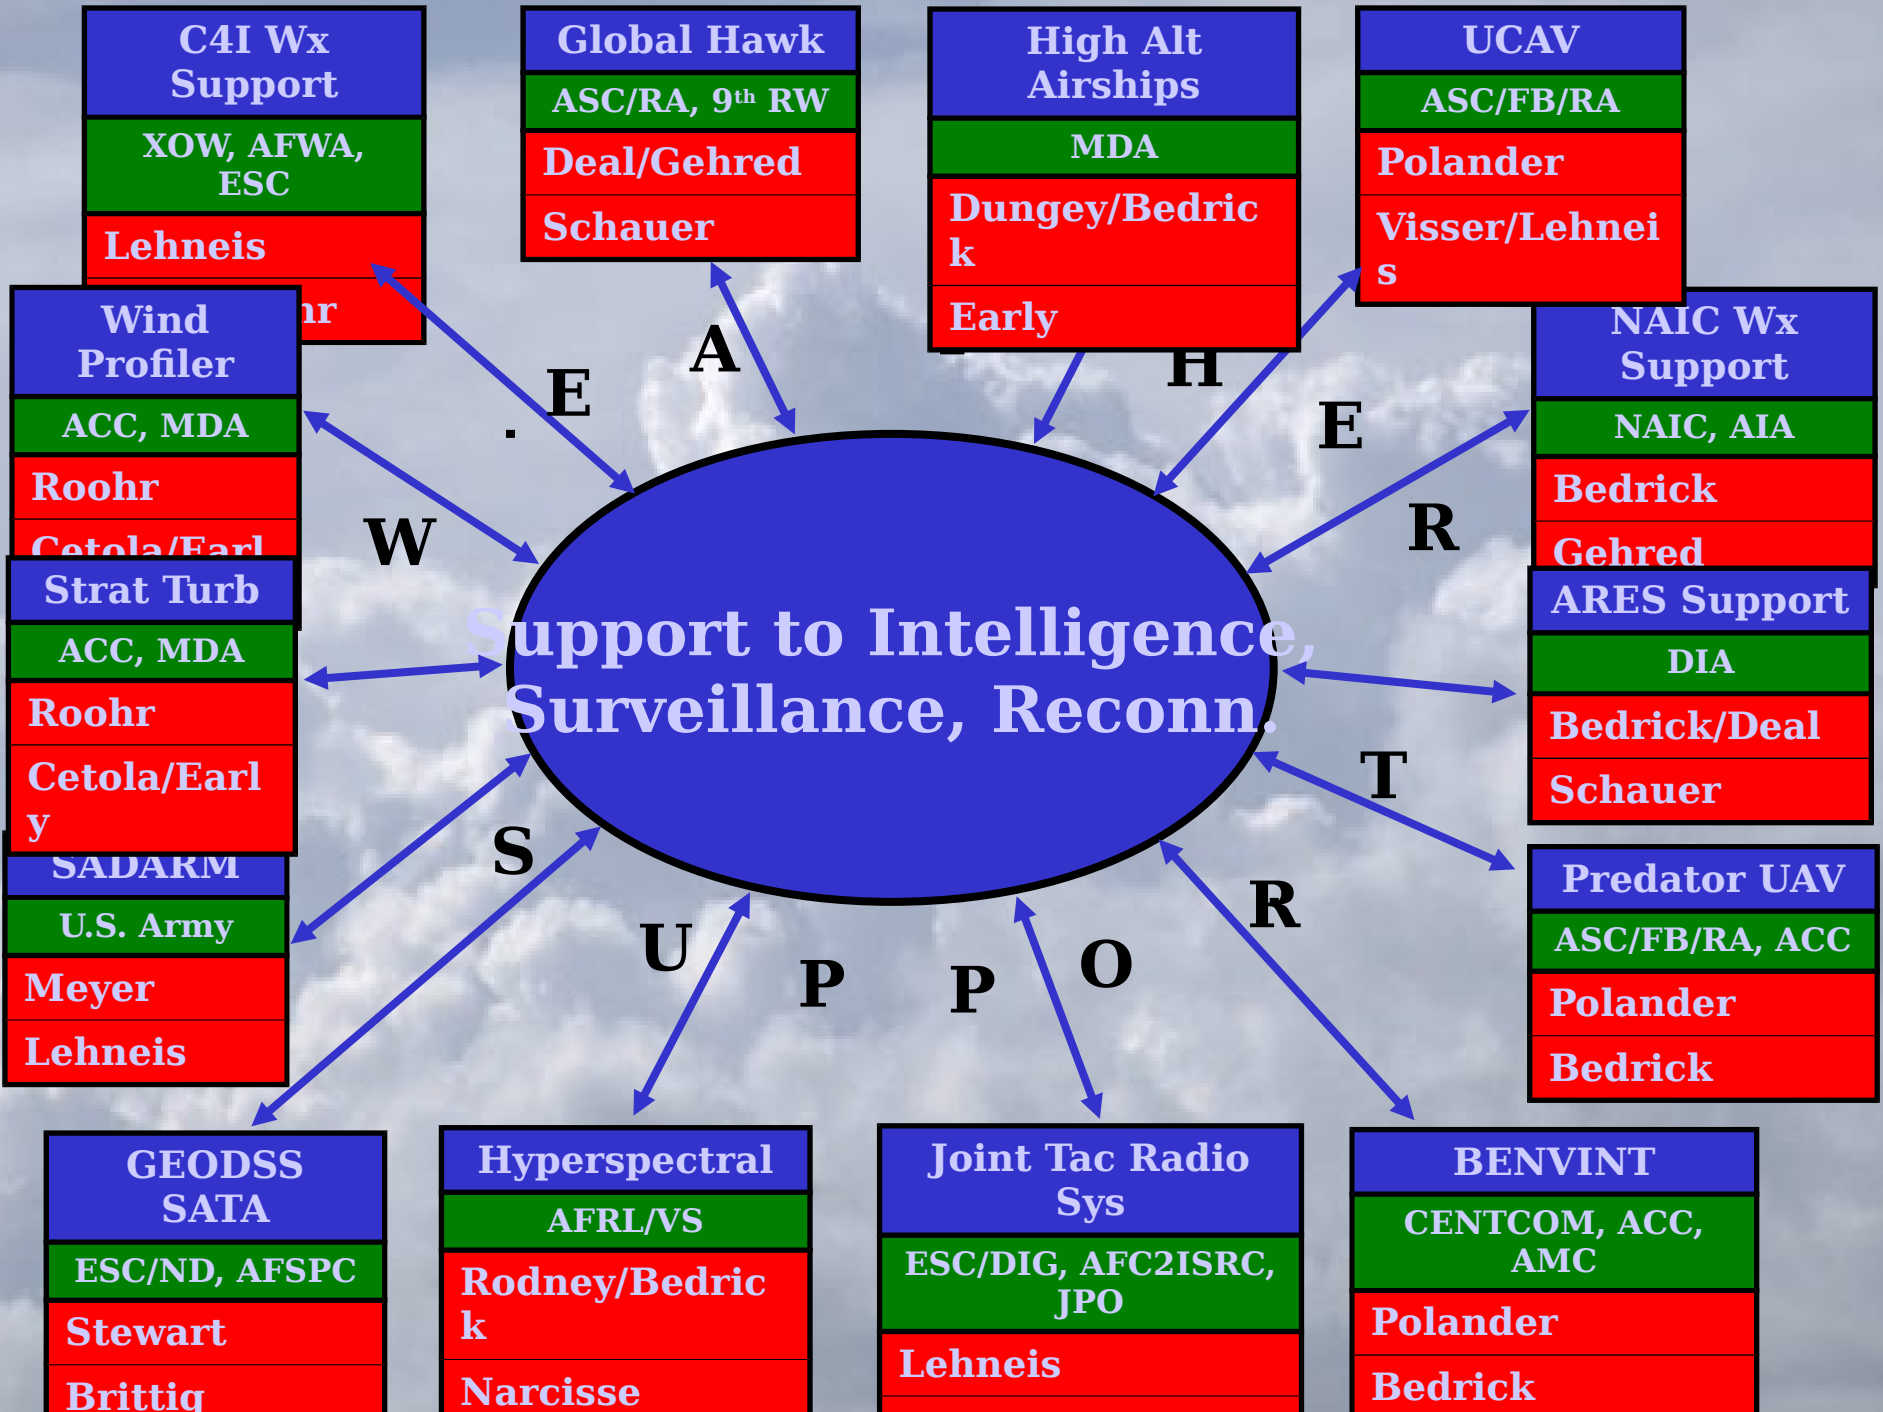 C4I Wx
Support
XOW, AFWA,
ESC
Lehneis
Global Hawk
ASC/RA, 9th RW
Deal/Gehred
Schauer
High Alt
Airships
MDA
Dungey/Bedric
k
Early
UCAV
ASC/FB/RA
Polander
Visser/Lehnei
s
Wind
Profiler
ACC, MDA
Roohr
Cetola/Earl
NAIC Wx
Support
NAIC, AIA
Bedrick
Gehred
W
E
A
H
E
R
Strat Turb
ACC, MDA
Roohr
Cetola/Earl
y
Support to Intelligence,
Surveillance, Reconn.
ARES Support
DIA
Bedrick/Deal
Schauer
S
U
P
P
O
R
T
SADARM
U.S. Army
Meyer
Lehneis
Predator UAV
ASC/FB/RA, ACC
Polander
Bedrick
GEODSS
SATA
ESC/ND, AFSPC
Stewart
Brittig
Hyperspectral
AFRL/VS
Rodney/Bedric
k
Narcisse
Joint Tac Radio
Sys
ESC/DIG, AFC2ISRC,
JPO
Lehneis
BENVINT
CENTCOM, ACC,
AMC
Polander
Bedrick